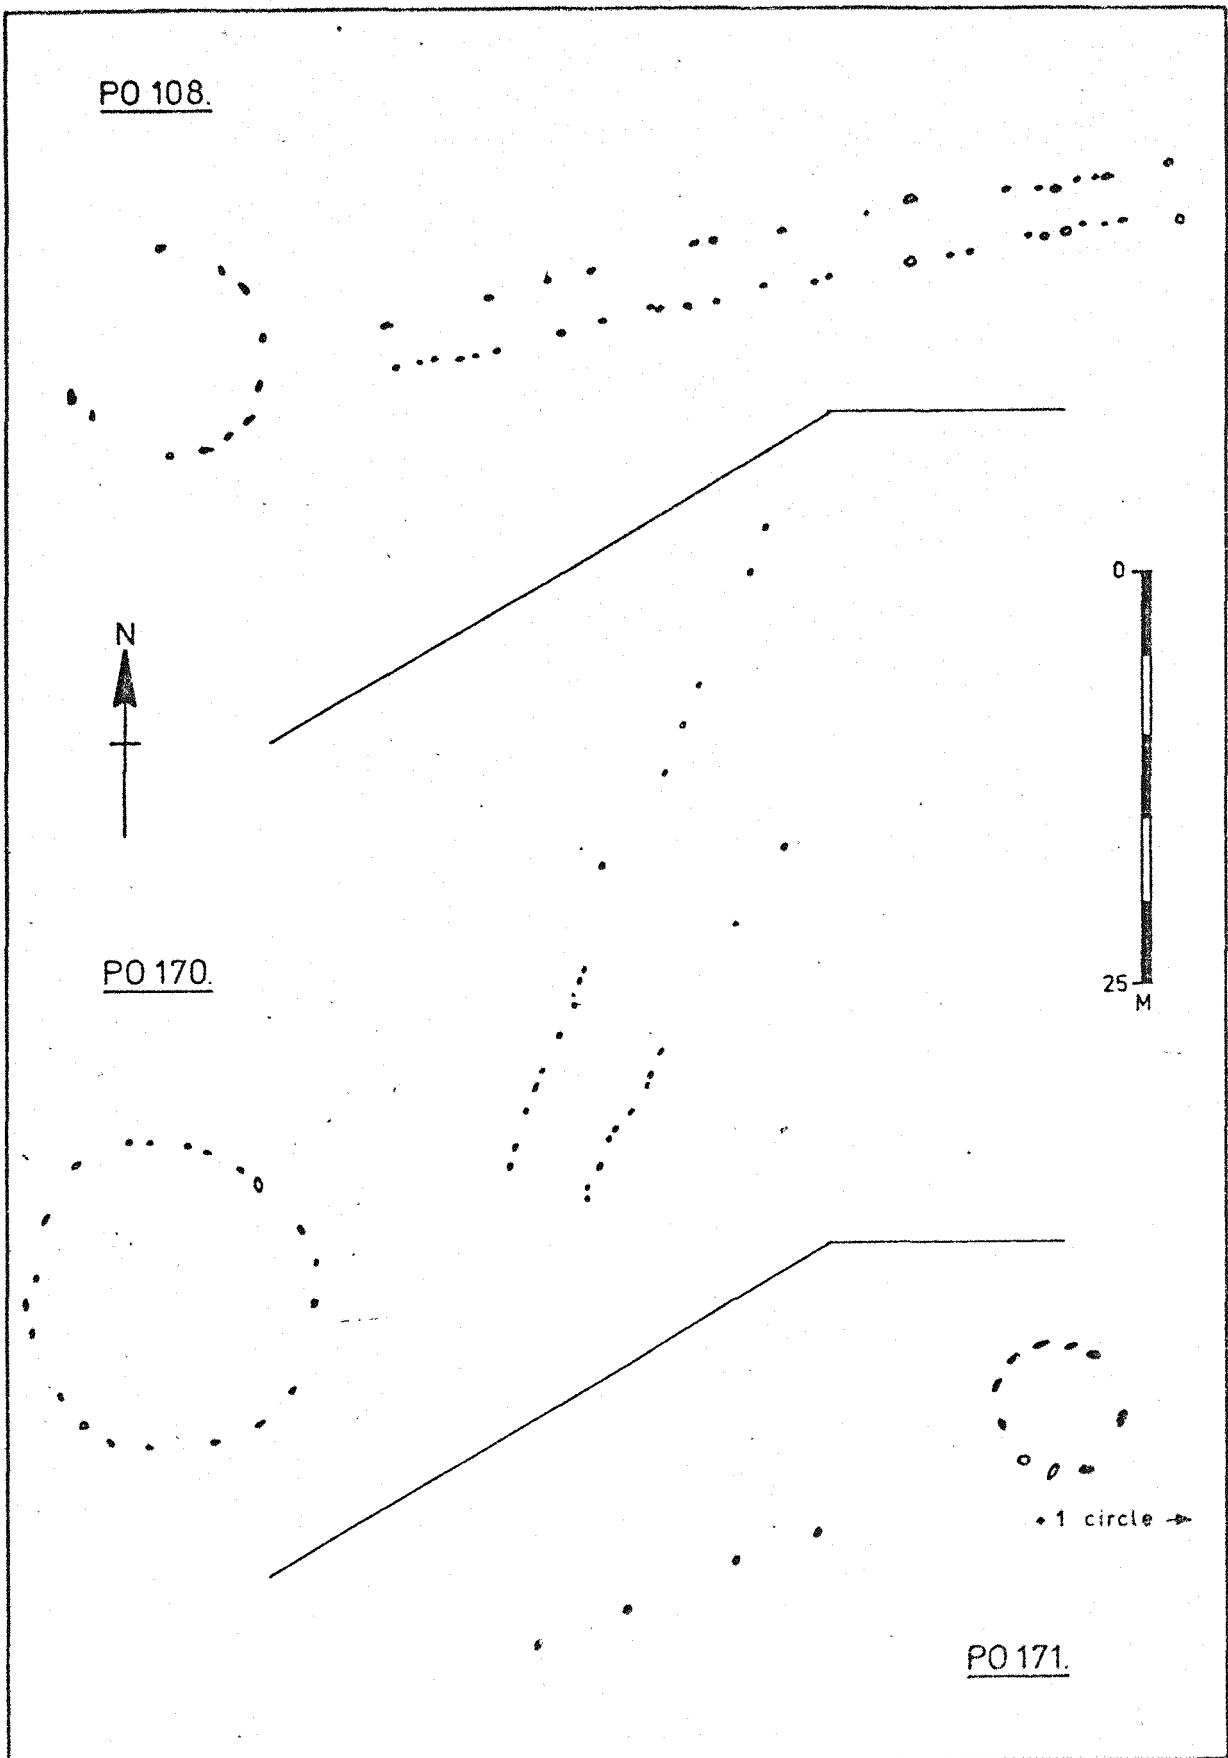 PO 108.
0
N
PO 170.
25
M
• 1 circle →
PO 171.